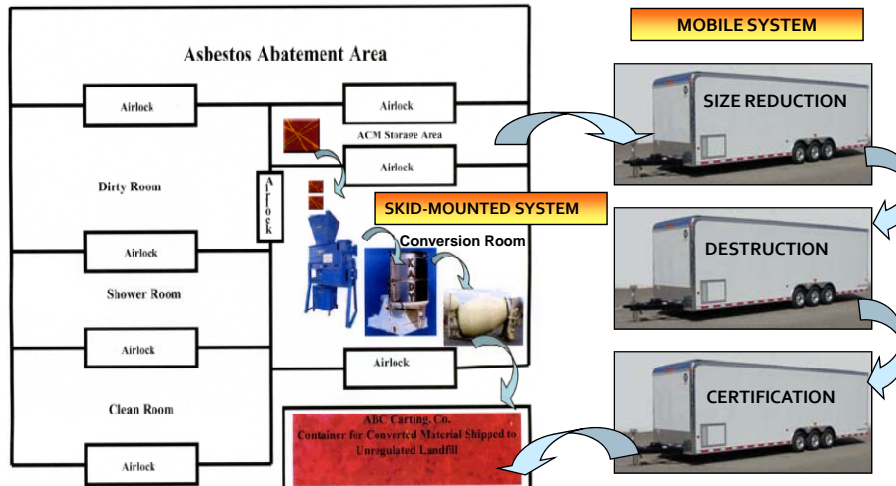 Asbestos Abatement Area
MOBILE SYSTEM
Airlock
Airlock
SIZE REDUCTION
ACM Storage Area
Airlock
Dirty Room
Airlock
SKID-MOUNTED SYSTEM
Conversion Room
KADY
DESTRUCTION
Airlock
Shower Room
Airlock
Airlock
CERTIFICATION
Clean Room
ABC Carting, Co.
Container for Converted Material Shipped to
Unregulated Landfill
Airlock